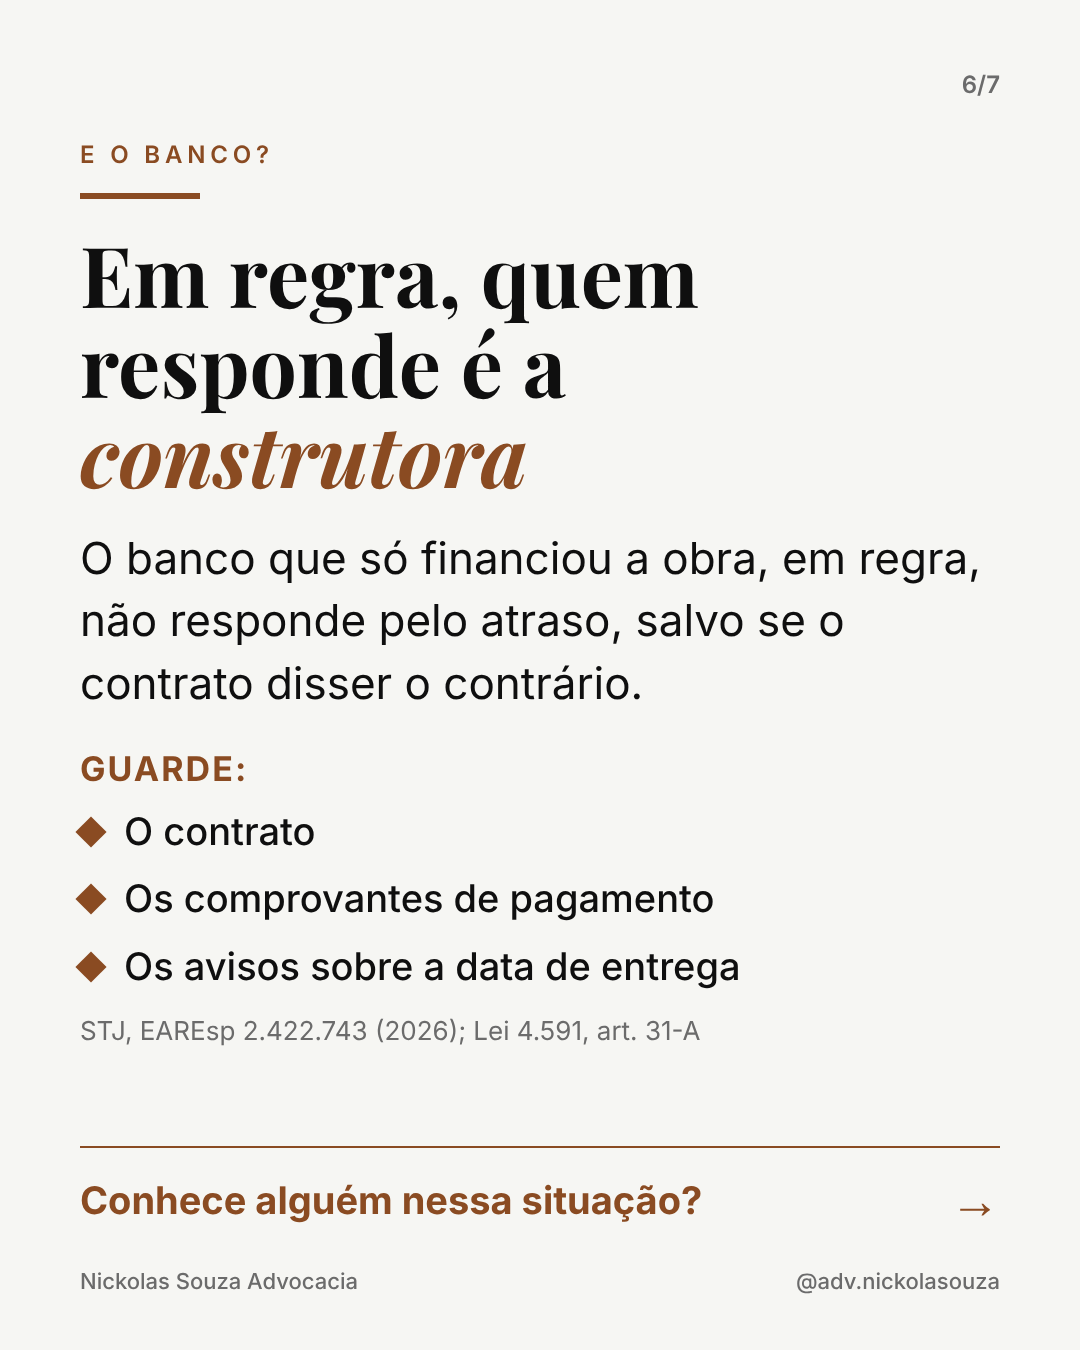 6/7
E O BANCO?
Em regra, quem
responde é a
construtora
O banco que só financiou a obra, em regra,
não responde pelo atraso, salvo se o
contrato disser o contrário.
GUARDE:
◆ O contrato
◆ Os comprovantes de pagamento
◆ Os avisos sobre a data de entrega
STJ, EAREsp 2.422.743 (2026); Lei 4.591, art. 31-A
Conhece alguém nessa situação? →
Nickolas Souza Advocacia @adv.nickolasouza